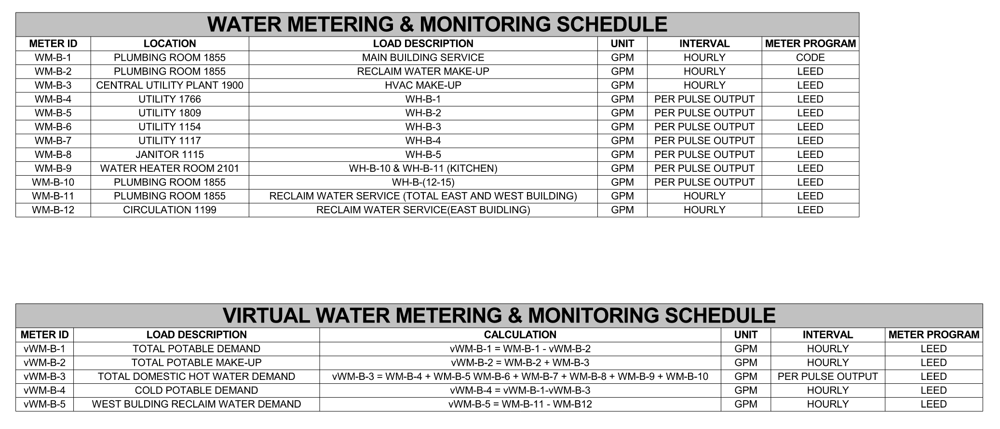 WATER METERING & MONITORING SCHEDULE
METER ID LOCATION LOAD DESCRIPTION UNIT INTERVAL METER PROGRAM
WM-B-1 PLUMBING ROOM 1855 MAIN BUILDING SERVICE GPM HOURLY CODE
WM-B-2 PLUMBING ROOM 1855 RECLAIM WATER MAKE-UP GPM HOURLY LEED
WM-B-3 CENTRAL UTILITY PLANT 1900 HVAC MAKE-UP GPM HOURLY LEED
WM-B-4 UTILITY 1766 WH-B-1 GPM PER PULSE OUTPUT LEED
WM-B-5 UTILITY 1809 WH-B-2 GPM PER PULSE OUTPUT LEED
WM-B-6 UTILITY 1154 WH-B-3 GPM PER PULSE OUTPUT LEED
WM-B-7 UTILITY 1117 WH-B-4 GPM PER PULSE OUTPUT LEED
WM-B-8 JANITOR 1115 WH-B-5 GPM PER PULSE OUTPUT LEED
WM-B-9 WATER HEATER ROOM 2101 WH-B-10 & WH-B-11 (KITCHEN) GPM PER PULSE OUTPUT LEED
WM-B-10 PLUMBING ROOM 1855 WH-B-(12-15) GPM PER PULSE OUTPUT LEED
WM-B-11 PLUMBING ROOM 1855 RECLAIM WATER SERVICE (TOTAL EAST AND WEST BUILDING) GPM HOURLY LEED
WM-B-12 CIRCULATION 1199 RECLAIM WATER SERVICE(EAST BUIDLING) GPM HOURLY LEED
VIRTUAL WATER METERING & MONITORING SCHEDULE
METER ID LOAD DESCRIPTION CALCULATION UNIT INTERVAL METER PROGRAM
vWM-B-1 TOTAL POTABLE DEMAND vWM-B-1 = WM-B-1 - vWM-B-2 GPM HOURLY LEED
vWM-B-2 TOTAL POTABLE MAKE-UP vWM-B-2 = WM-B-2 + WM-B-3 GPM HOURLY LEED
vWM-B-3 TOTAL DOMESTIC HOT WATER DEMAND vWM-B-3 = WM-B-4 + WM-B-5 WM-B-6 + WM-B-7 + WM-B-8 + WM-B-9 + WM-B-10 GPM PER PULSE OUTPUT LEED
vWM-B-4 COLD POTABLE DEMAND vWM-B-4 = vWM-B-1-vWM-B-3 GPM HOURLY LEED
vWM-B-5 WEST BULDING RECLAIM WATER DEMAND vWM-B-5 = WM-B-11 - WM-B12 GPM HOURLY LEED